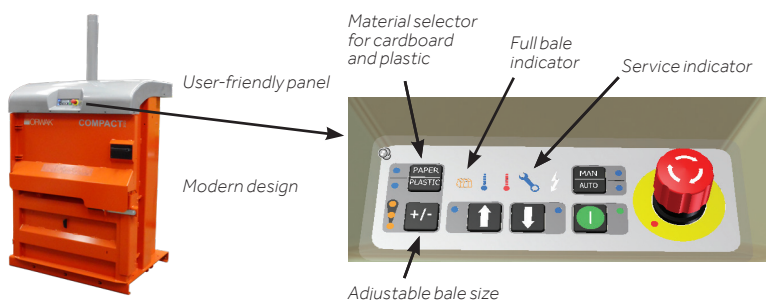 Material selector
for cardboard
and plastic
Full bale
indicator
Service indicator
User-friendly panel
ORWAK
COMPACT
PAPER
PLASTIC
MAN
AUTO
+/-
Modern design
Adjustable bale size